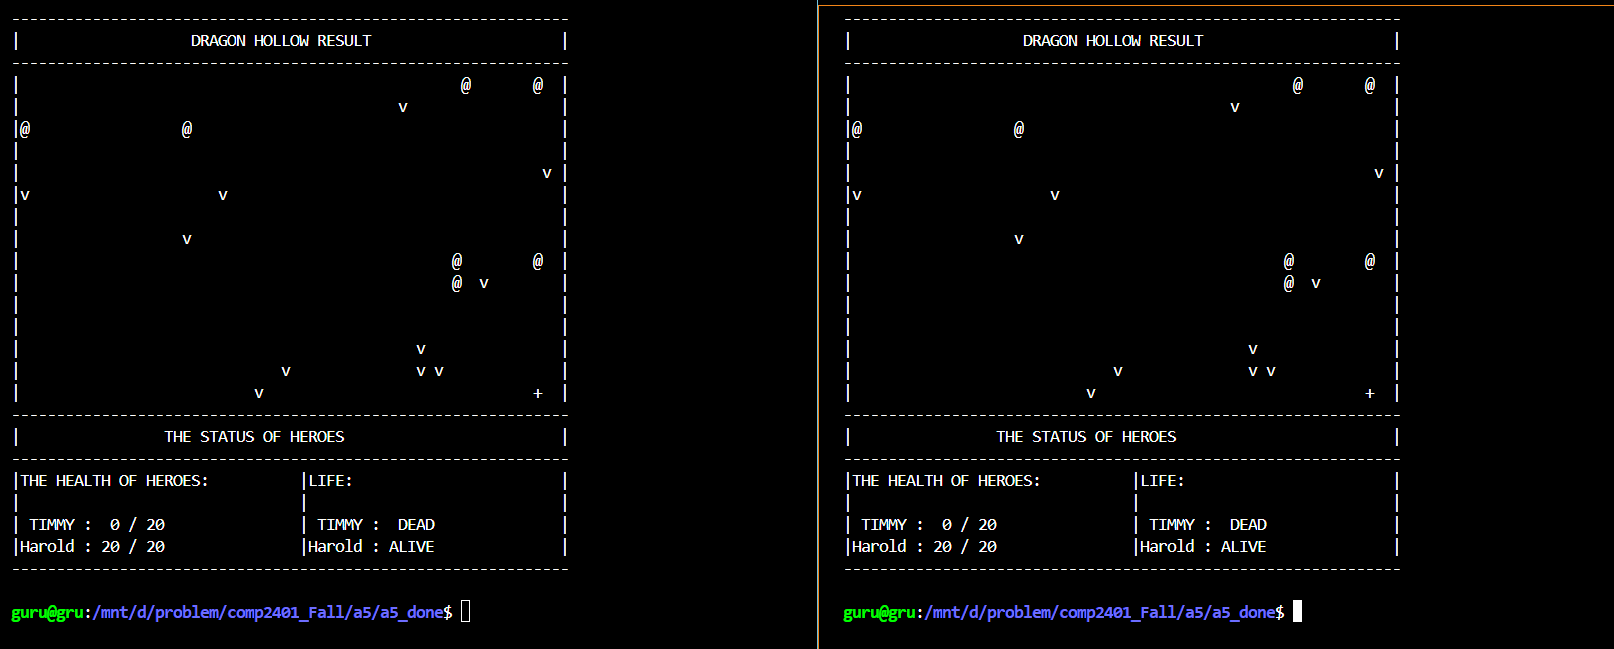 --------------------------------------------------------------
|                   DRAGON HOLLOW RESULT                     |
--------------------------------------------------------------
|                                                 @       @  |
|                                          v                 |
|@                 @                                         |
|                                                            |
|                                                          v |
|v                     v                                     |
|                                                            |
|                  v                                         |
|                                                @        @  |
|                                                @  v        |
|                                                            |
|                                                            |
|                                            v               |
|                             v              v v             |
|                          v                              +  |
--------------------------------------------------------------
|                THE STATUS OF HEROES                        |
--------------------------------------------------------------
|THE HEALTH OF HEROES:          |LIFE:                       |
|                               |                            |
| TIMMY :  0 / 20               | TIMMY :  DEAD              |
|Harold : 20 / 20               |Harold : ALIVE              |
--------------------------------------------------------------
guru@gru:/mnt/d/problem/comp2401_Fall/a5/a5_done$
--------------------------------------------------------------
|                   DRAGON HOLLOW RESULT                     |
--------------------------------------------------------------
|                                                 @       @  |
|                                          v                 |
|@                 @                                         |
|                                                            |
|                                                          v |
|v                     v                                     |
|                                                            |
|                  v                                         |
|                                                @        @  |
|                                                @  v        |
|                                                            |
|                                                            |
|                                            v               |
|                             v              v v             |
|                          v                              +  |
--------------------------------------------------------------
|                THE STATUS OF HEROES                        |
--------------------------------------------------------------
|THE HEALTH OF HEROES:          |LIFE:                       |
|                               |                            |
| TIMMY :  0 / 20               | TIMMY :  DEAD              |
|Harold : 20 / 20               |Harold : ALIVE              |
--------------------------------------------------------------
guru@gru:/mnt/d/problem/comp2401_Fall/a5/a5_done$